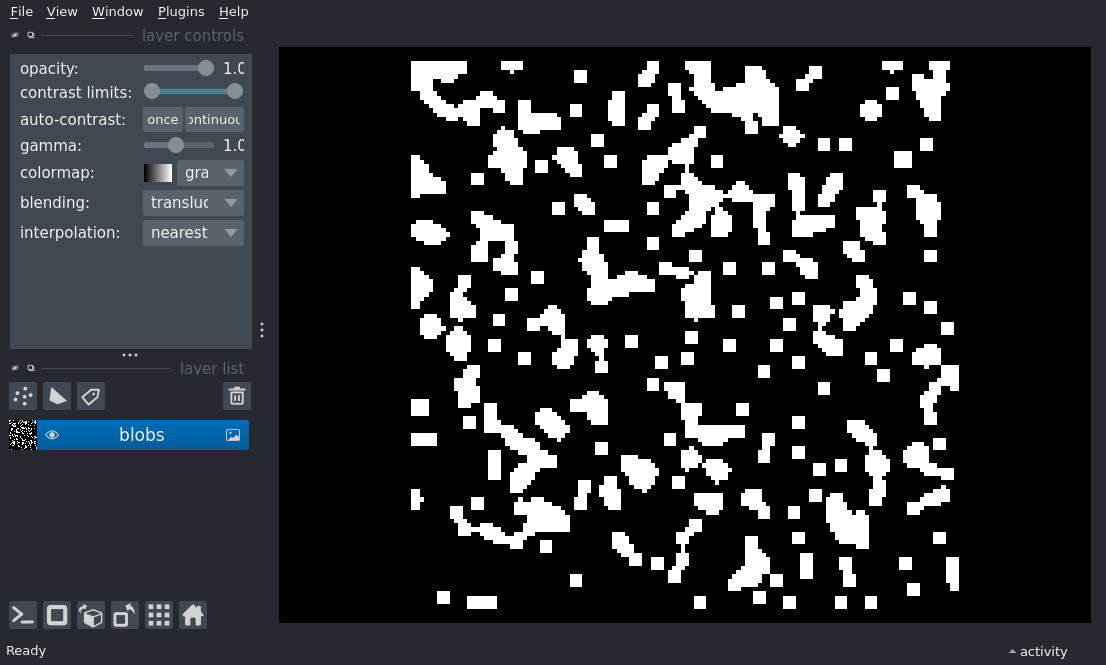 File View Window Plugins Help
layer controls
opacity: 1.0
contrast limits:
auto-contrast: once ontinuou
gamma: 1.0
colormap: gra
blending: transluc
interpolation: nearest
layer list
blobs
Ready
activity